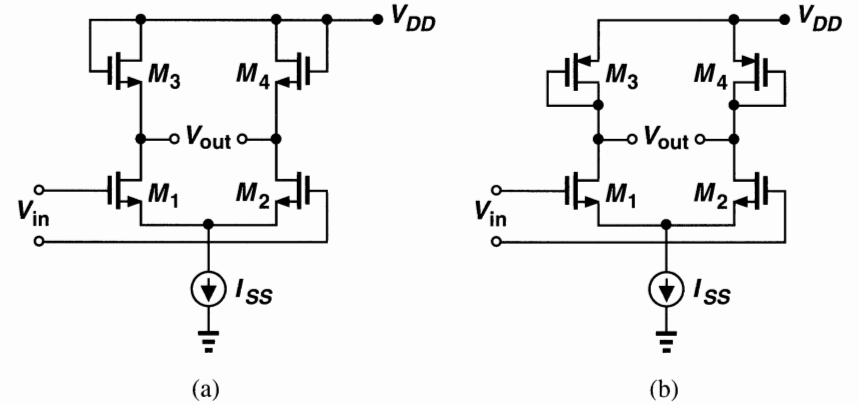 V_DD
M_3
M_4
V_out
M_1
M_2
V_in
I_SS
(a)
V_DD
M_3
M_4
V_out
M_1
M_2
V_in
I_SS
(b)